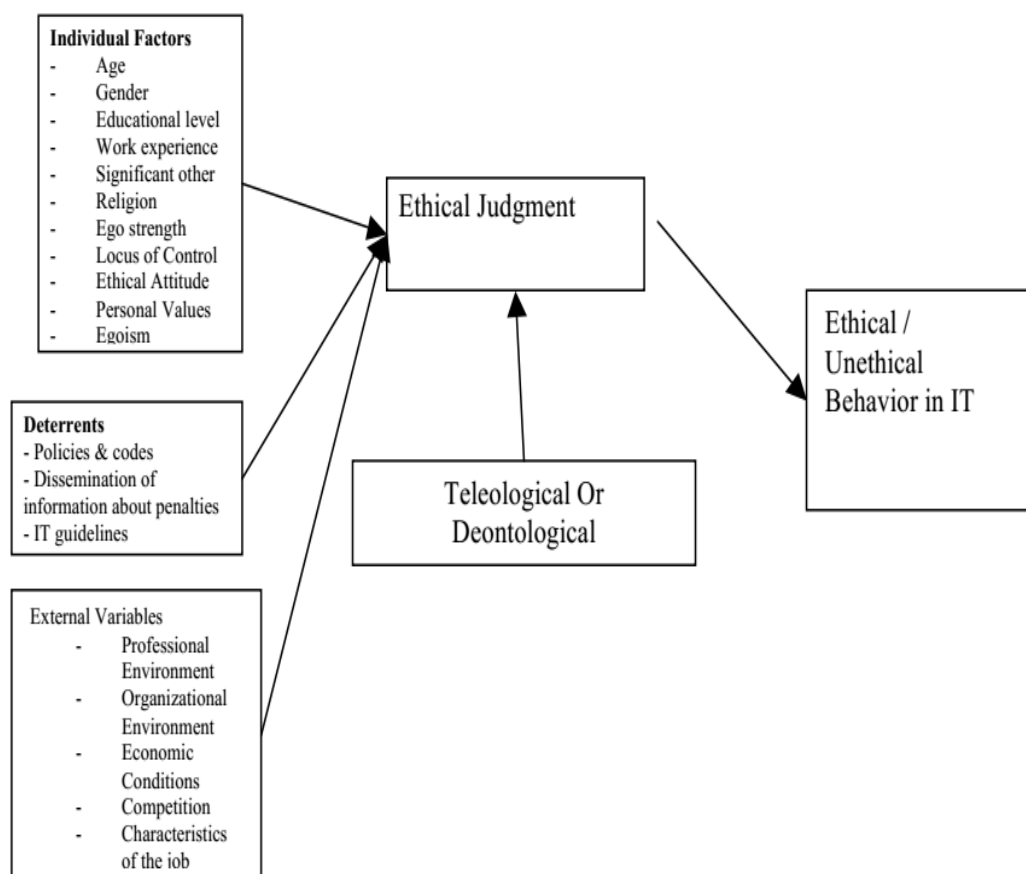 Individual Factors
- Age
- Gender
- Educational level
- Work experience
- Significant other
- Religion
- Ego strength
- Locus of Control
- Ethical Attitude
- Personal Values
- Egoism
Deterrents
- Policies & codes
- Dissemination of
information about penalties
- IT guidelines
External Variables
- Professional
Environment
- Organizational
Environment
- Economic
Conditions
- Competition
- Characteristics
of the job
Ethical Judgment
Teleological Or
Deontological
Ethical /
Unethical
Behavior in IT